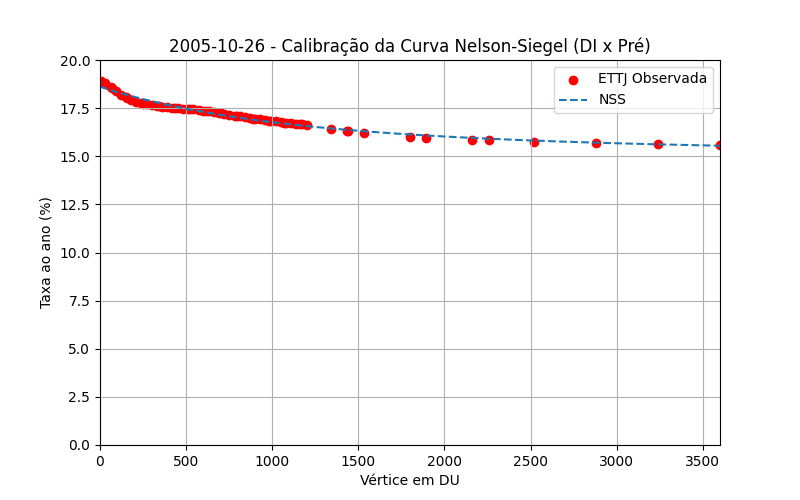 2005-10-26 - Calibração da Curva Nelson-Siegel (DI x Pré)
ETTJ Observada
NSS
Taxa ao ano (%)
20.0
17.5
15.0
12.5
10.0
7.5
5.0
2.5
0.0
0 500 1000 1500 2000 2500 3000 3500
Vértice em DU